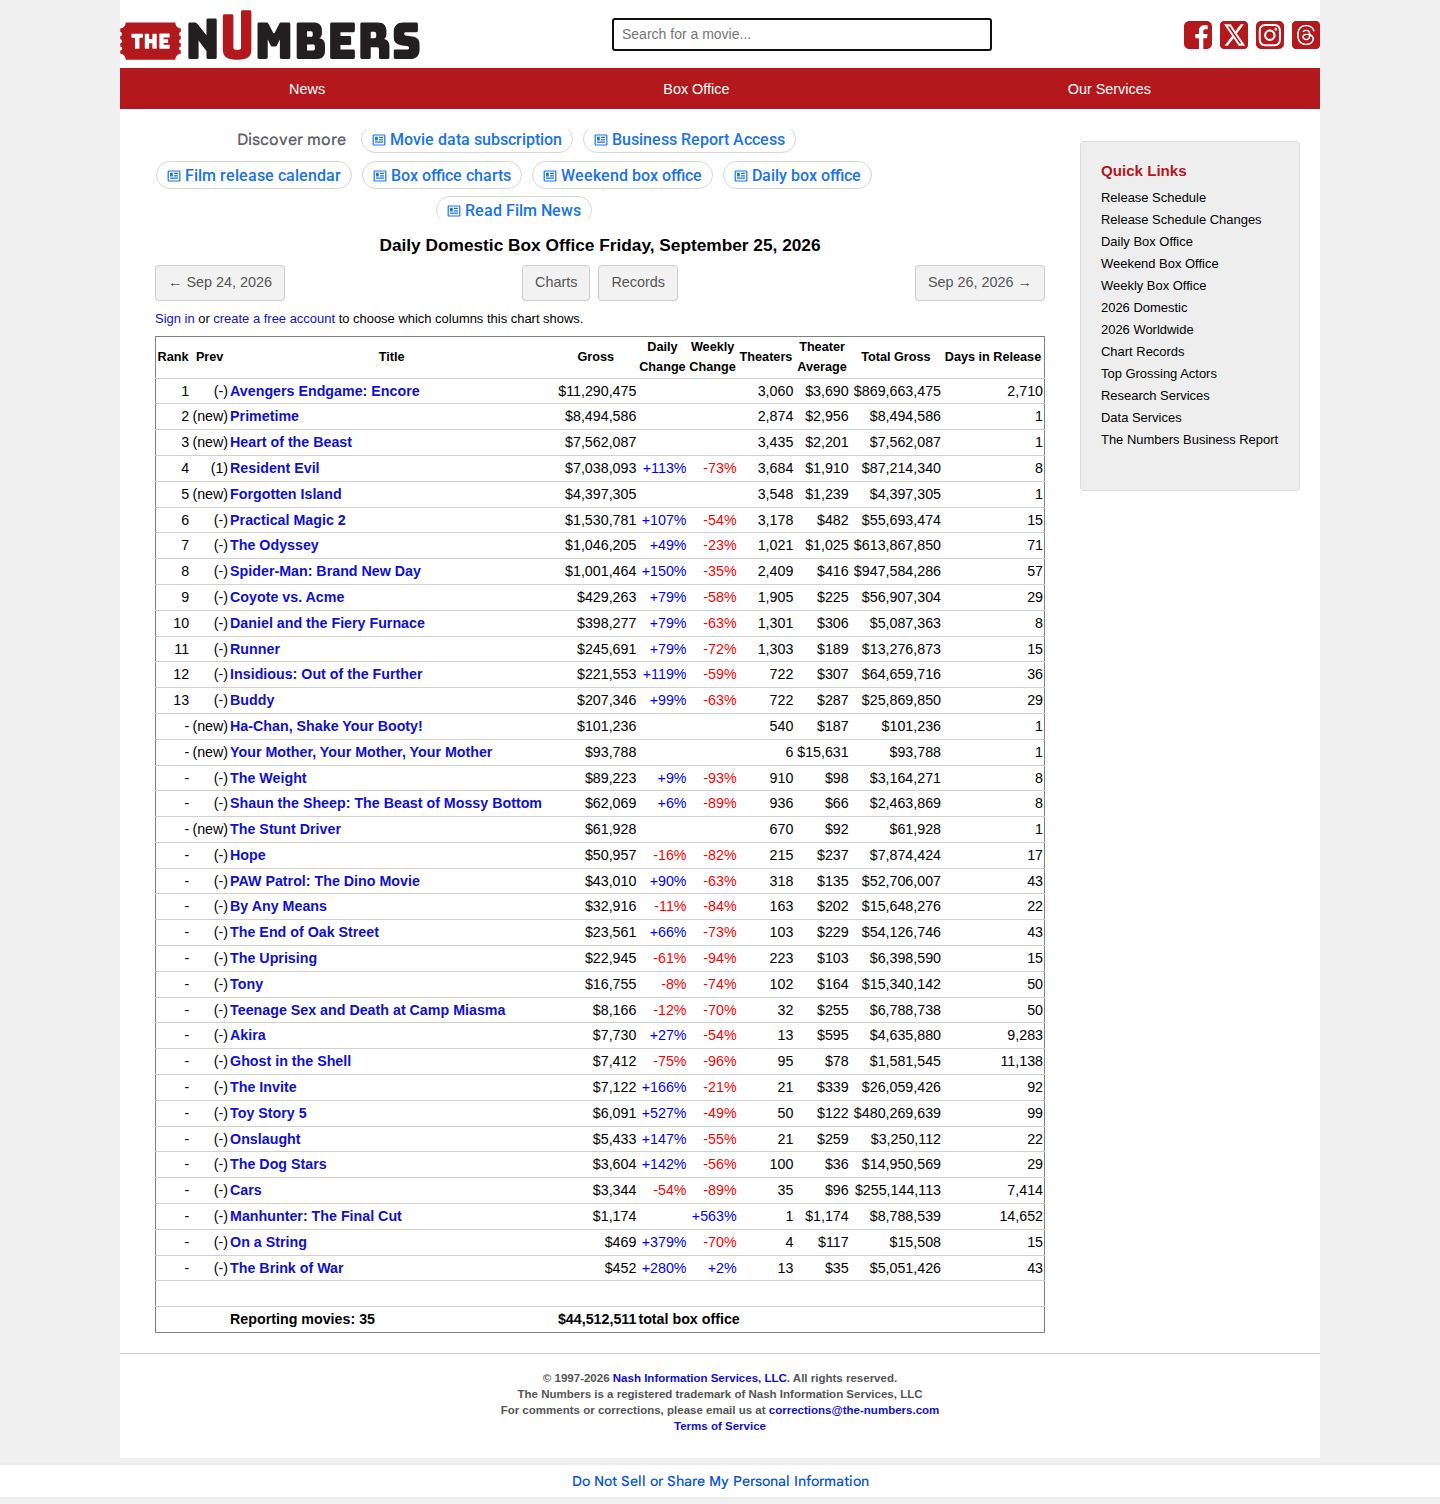 THE NUMBERS
Search for a movie...
News Box Office Our Services
Discover more Movie data subscription Business Report Access
Film release calendar Box office charts Weekend box office Daily box office
Read Film News
Quick Links
Release Schedule
Release Schedule Changes
Daily Box Office
Weekend Box Office
Weekly Box Office
2026 Domestic
2026 Worldwide
Chart Records
Top Grossing Actors
Research Services
Data Services
The Numbers Business Report
Daily Domestic Box Office Friday, September 25, 2026
← Sep 24, 2026 Charts Records Sep 26, 2026 →
Sign in or create a free account to choose which columns this chart shows.
Rank Prev Title Gross Daily Change Weekly Change Theaters Theater Average Total Gross Days in Release
1 (-) Avengers Endgame: Encore $11,290,475 3,060 $3,690 $869,663,475 2,710
2 (new) Primetime $8,494,586 2,874 $2,956 $8,494,586 1
3 (new) Heart of the Beast $7,562,087 3,435 $2,201 $7,562,087 1
4 (1) Resident Evil $7,038,093 +113% -73% 3,684 $1,910 $87,214,340 8
5 (new) Forgotten Island $4,397,305 3,548 $1,239 $4,397,305 1
6 (-) Practical Magic 2 $1,530,781 +107% -54% 3,178 $482 $55,693,474 15
7 (-) The Odyssey $1,046,205 +49% -23% 1,021 $1,025 $613,867,850 71
8 (-) Spider-Man: Brand New Day $1,001,464 +150% -35% 2,409 $416 $947,584,286 57
9 (-) Coyote vs. Acme $429,263 +79% -58% 1,905 $225 $56,907,304 29
10 (-) Daniel and the Fiery Furnace $398,277 +79% -63% 1,301 $306 $5,087,363 8
11 (-) Runner $245,691 +79% -72% 1,303 $189 $13,276,873 15
12 (-) Insidious: Out of the Further $221,553 +119% -59% 722 $307 $64,659,716 36
13 (-) Buddy $207,346 +99% -63% 722 $287 $25,869,850 29
- (new) Ha-Chan, Shake Your Booty! $101,236 540 $187 $101,236 1
- (new) Your Mother, Your Mother, Your Mother $93,788 6 $15,631 $93,788 1
- (-) The Weight $89,223 +9% -93% 910 $98 $3,164,271 8
- (-) Shaun the Sheep: The Beast of Mossy Bottom $62,069 +6% -89% 936 $66 $2,463,869 8
- (new) The Stunt Driver $61,928 670 $92 $61,928 1
- (-) Hope $50,957 -16% -82% 215 $237 $7,874,424 17
- (-) PAW Patrol: The Dino Movie $43,010 +90% -63% 318 $135 $52,706,007 43
- (-) By Any Means $32,916 -11% -84% 163 $202 $15,648,276 22
- (-) The End of Oak Street $23,561 +66% -73% 103 $229 $54,126,746 43
- (-) The Uprising $22,945 -61% -94% 223 $103 $6,398,590 15
- (-) Tony $16,755 -8% -74% 102 $164 $15,340,142 50
- (-) Teenage Sex and Death at Camp Miasma $8,166 -12% -70% 32 $255 $6,788,738 50
- (-) Akira $7,730 +27% -54% 13 $595 $4,635,880 9,283
- (-) Ghost in the Shell $7,412 -75% -96% 95 $78 $1,581,545 11,138
- (-) The Invite $7,122 +166% -21% 21 $339 $26,059,426 92
- (-) Toy Story 5 $6,091 +527% -49% 50 $122 $480,269,639 99
- (-) Onslaught $5,433 +147% -55% 21 $259 $3,250,112 22
- (-) The Dog Stars $3,604 +142% -56% 100 $36 $14,950,569 29
- (-) Cars $3,344 -54% -89% 35 $96 $255,144,113 7,414
- (-) Manhunter: The Final Cut $1,174 +563% 1 $1,174 $8,788,539 14,652
- (-) On a String $469 +379% -70% 4 $117 $15,508 15
- (-) The Brink of War $452 +280% +2% 13 $35 $5,051,426 43
Reporting movies: 35 $44,512,511 total box office
© 1997-2026 Nash Information Services, LLC. All rights reserved.
The Numbers is a registered trademark of Nash Information Services, LLC
For comments or corrections, please email us at corrections@the-numbers.com
Terms of Service
Do Not Sell or Share My Personal Information